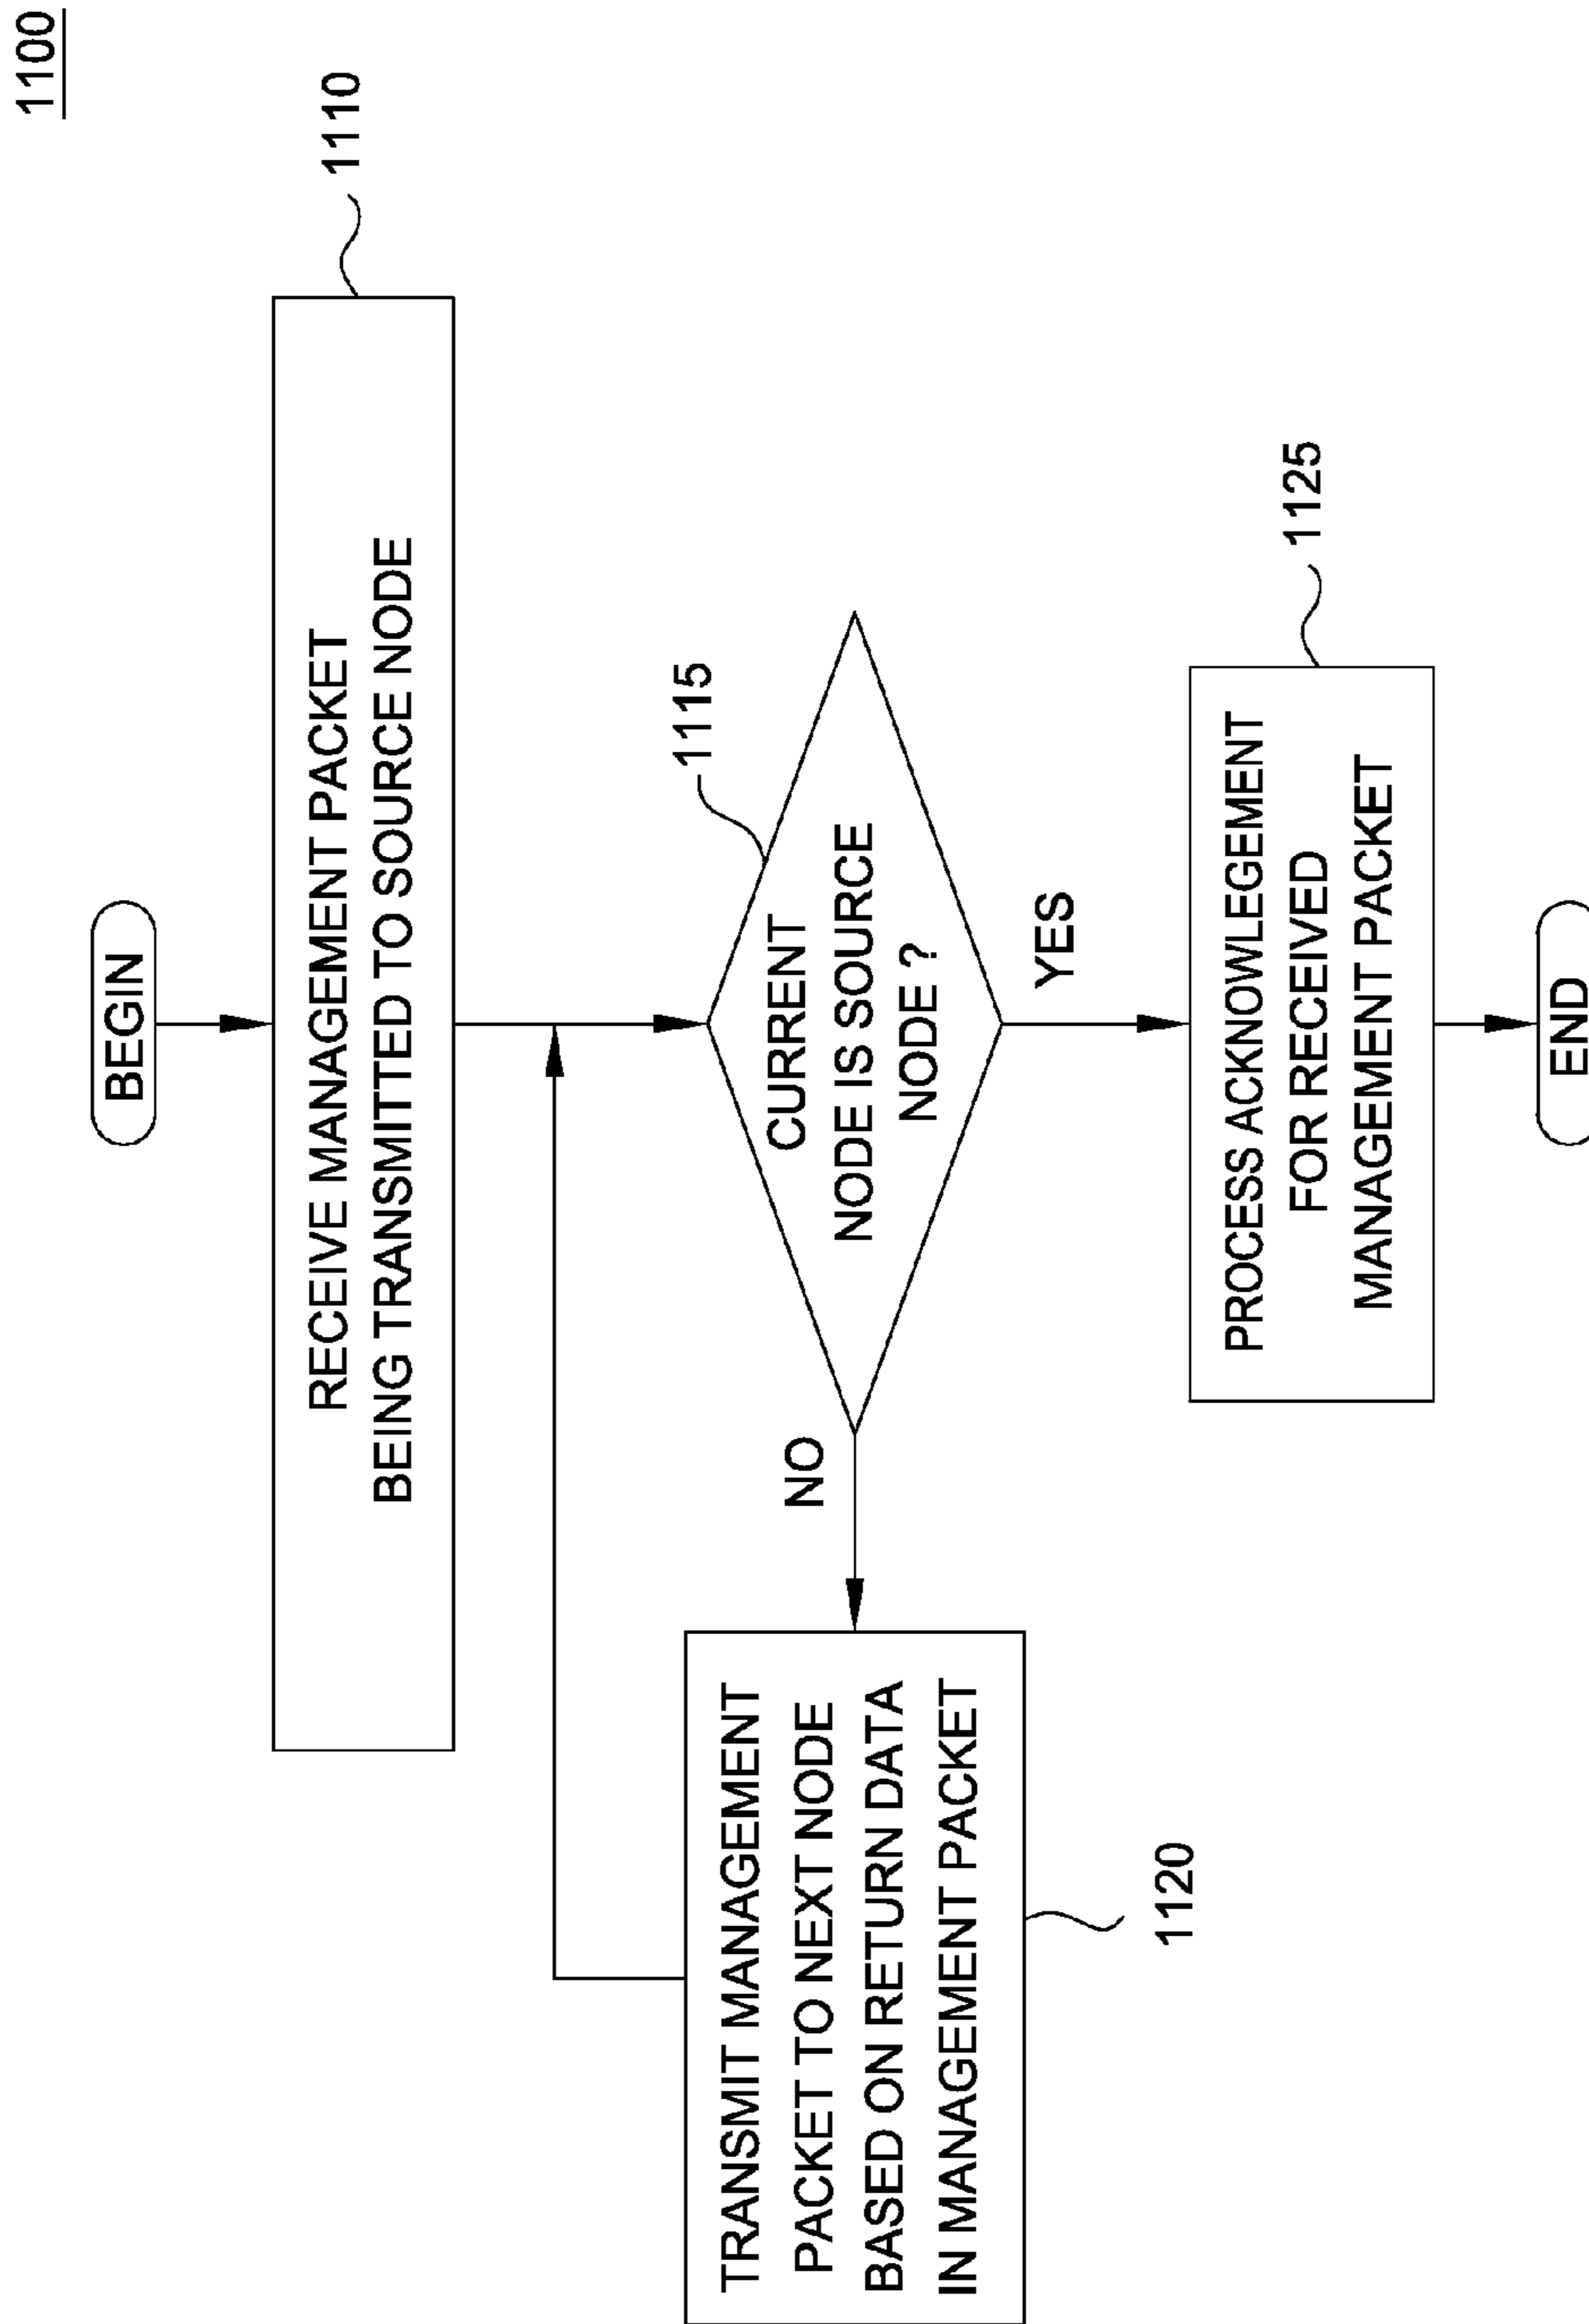 1100
BEGIN
RECEIVE MANAGEMENT PACKET
BEING TRANSMITTED TO SOURCE NODE
1110
CURRENT
NODE IS SOURCE
NODE ?
1115
NO
YES
TRANSMIT MANAGEMENT
PACKET TO NEXT NODE
BASED ON RETURN DATA
IN MANAGEMENT PACKET
1120
PROCESS ACKNOWLEGEMENT
FOR RECEIVED
MANAGEMENT PACKET
1125
END